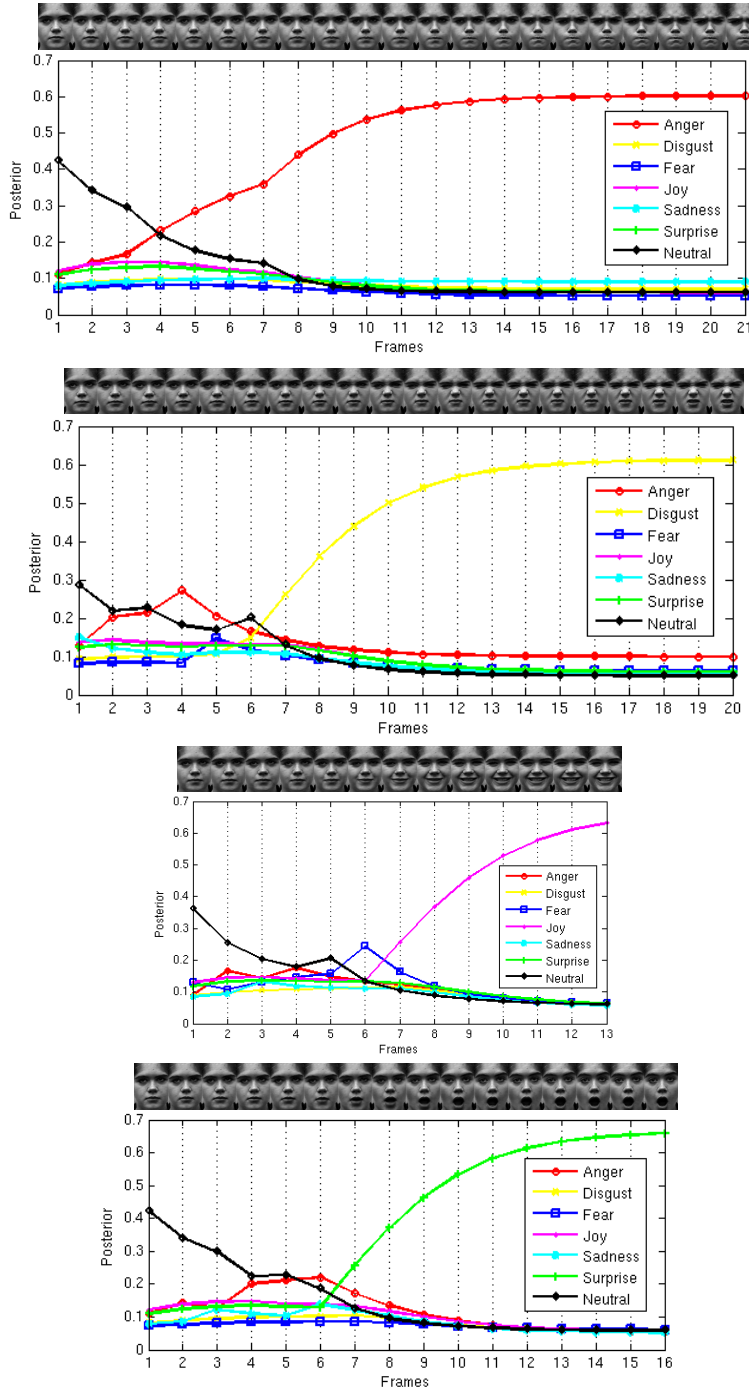 0.7
0.6
0.5
0.4
0.3
0.2
0.1
0
Posterior
Anger
Disgust
Fear
Joy
Sadness
Surprise
Neutral
1 2 3 4 5 6 7 8 9 10 11 12 13 14 15 16 17 18 19 20 21
Frames
0.7
0.6
0.5
0.4
0.3
0.2
0.1
0
Posterior
Anger
Disgust
Fear
Joy
Sadness
Surprise
Neutral
1 2 3 4 5 6 7 8 9 10 11 12 13 14 15 16 17 18 19 20
Frames
0.7
0.6
0.5
0.4
0.3
0.2
0.1
0
Posterior
Anger
Disgust
Fear
Joy
Sadness
Surprise
Neutral
1 2 3 4 5 6 7 8 9 10 11 12 13
Frames
0.7
0.6
0.5
0.4
0.3
0.2
0.1
0
Posterior
Anger
Disgust
Fear
Joy
Sadness
Surprise
Neutral
1 2 3 4 5 6 7 8 9 10 11 12 13 14 15 16
Frames